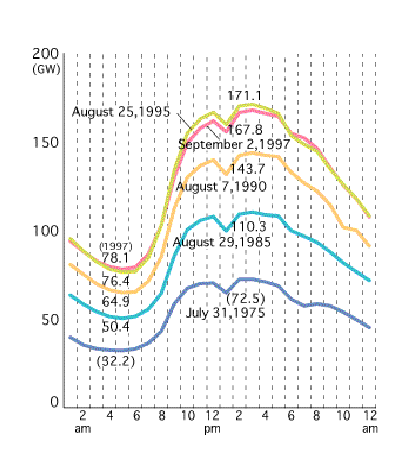 200
(GW)
171.1
August 25,1995
167.8
150
September 2,1997
143.7
August 7,1990
100
110.3
(1997)
78.1
August 29,1985
76.4
64.9
(72.5)
50
50.4
July 31,1975
(32.2)
0
2 4 6 8 10 12 2 4 6 8 10 12
am pm am